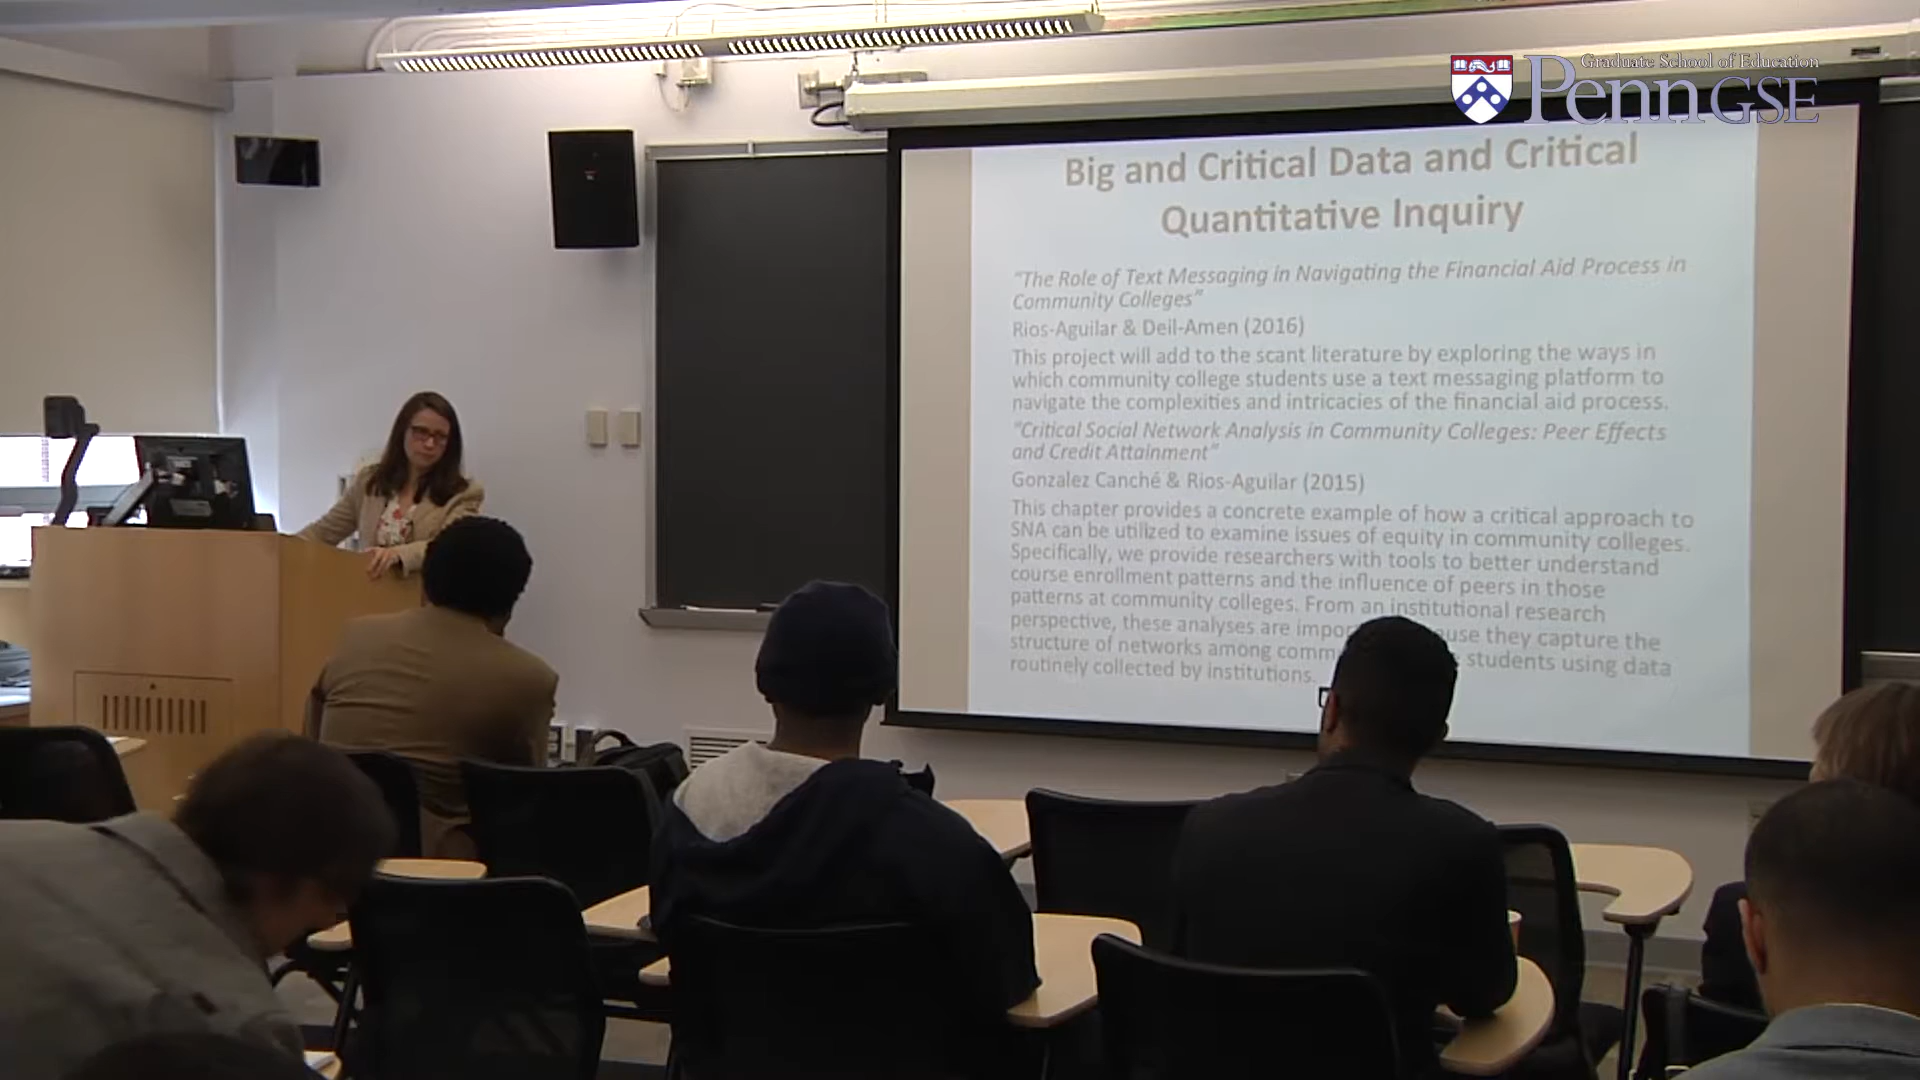 Graduate School of Education
Penn GSE
Big and Critical Data and Critical
Quantitative Inquiry
“The Role of Text Messaging in Navigating the Financial Aid Process in
Community Colleges”
Rios-Aguilar & Deil-Amen (2016)
This project will add to the scant literature by exploring the ways in
which community college students use a text messaging platform to
navigate the complexities and intricacies of the financial aid process.
“Critical Social Network Analysis in Community Colleges: Peer Effects
and Credit Attainment”
Gonzalez Canché & Rios-Aguilar (2015)
This chapter provides a concrete example of how a critical approach to
SNA can be utilized to examine issues of equity in community colleges.
Specifically, we provide researchers with tools to better understand
course enrollment patterns and the influence of peers in those
patterns at community colleges. From an institutional research
perspective, these analyses are they capture the
structure of networks among students using data
routinely collected by institutions.